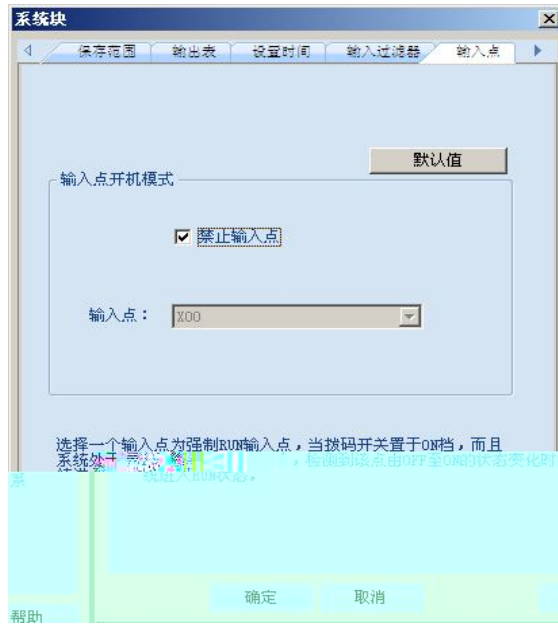 系统块
保存范围 输出表 设置时间 输入过滤器 输入点
默认值
输入点开机模式
禁止输入点
输入点： X00
选择一个输入点为强制RUN输入点，当拨码开关置于ON档，而且
系统处于
，检测到该点由OFF至ON的状态变化时
系
统进入RUN状态。
确定 取消
帮助